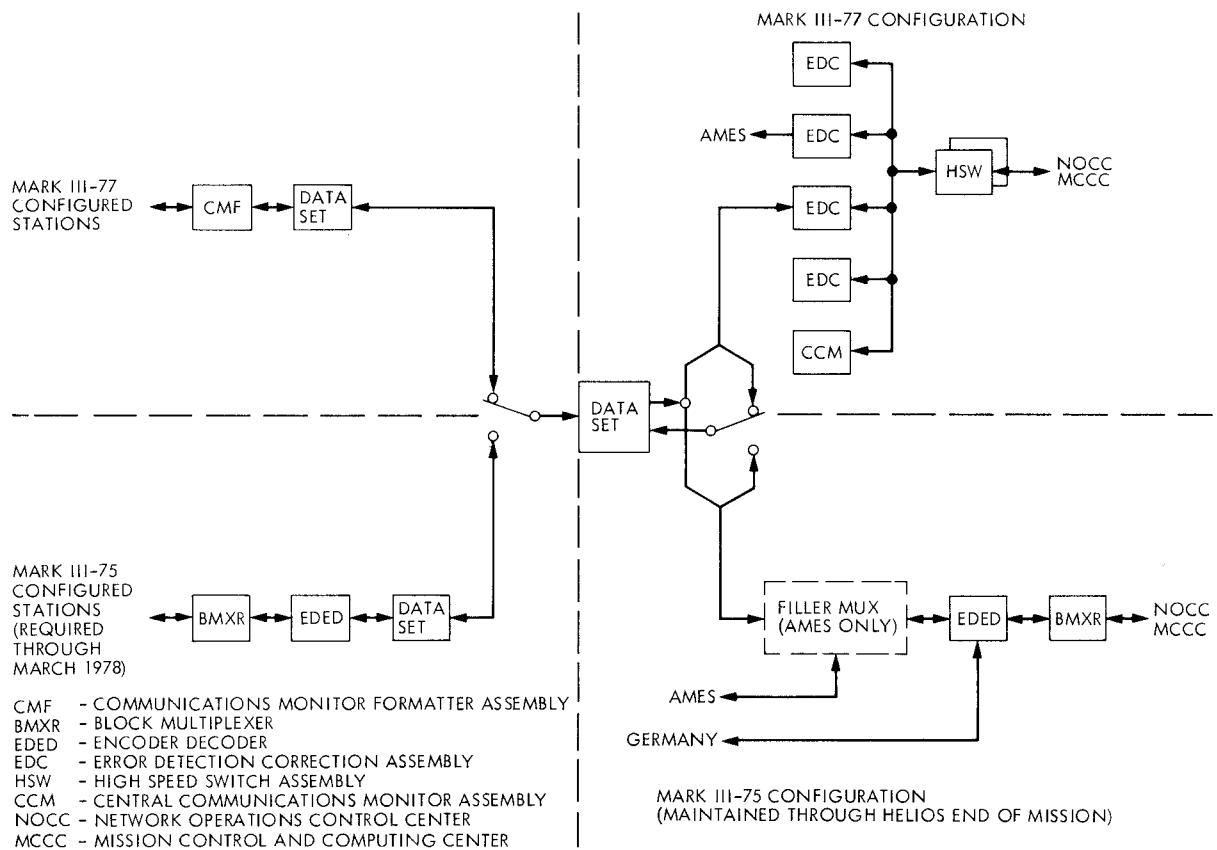 MARK III-77 CONFIGURATION
EDC
AMES
EDC
HSW
NOCC
MCCC
EDC
EDC
CCM
MARK III-77
CONFIGURED
STATIONS
CMF
DATA
SET
DATA
SET
MARK III-75
CONFIGURED
STATIONS
(REQUIRED
THROUGH
MARCH 1978)
BMXR
EDED
DATA
SET
FILLER MUX
(AMES ONLY)
EDED
BMXR
NOCC
MCCC
AMES
GERMANY
CMF - COMMUNICATIONS MONITOR FORMATTER ASSEMBLY
BMXR - BLOCK MULTIPLEXER
EDED - ENCODER DECODER
EDC - ERROR DETECTION CORRECTION ASSEMBLY
HSW - HIGH SPEED SWITCH ASSEMBLY
CCM - CENTRAL COMMUNICATIONS MONITOR ASSEMBLY
NOCC - NETWORK OPERATIONS CONTROL CENTER
MCCC - MISSION CONTROL AND COMPUTING CENTER
MARK III-75 CONFIGURATION
(MAINTAINED THROUGH HELIOS END OF MISSION)